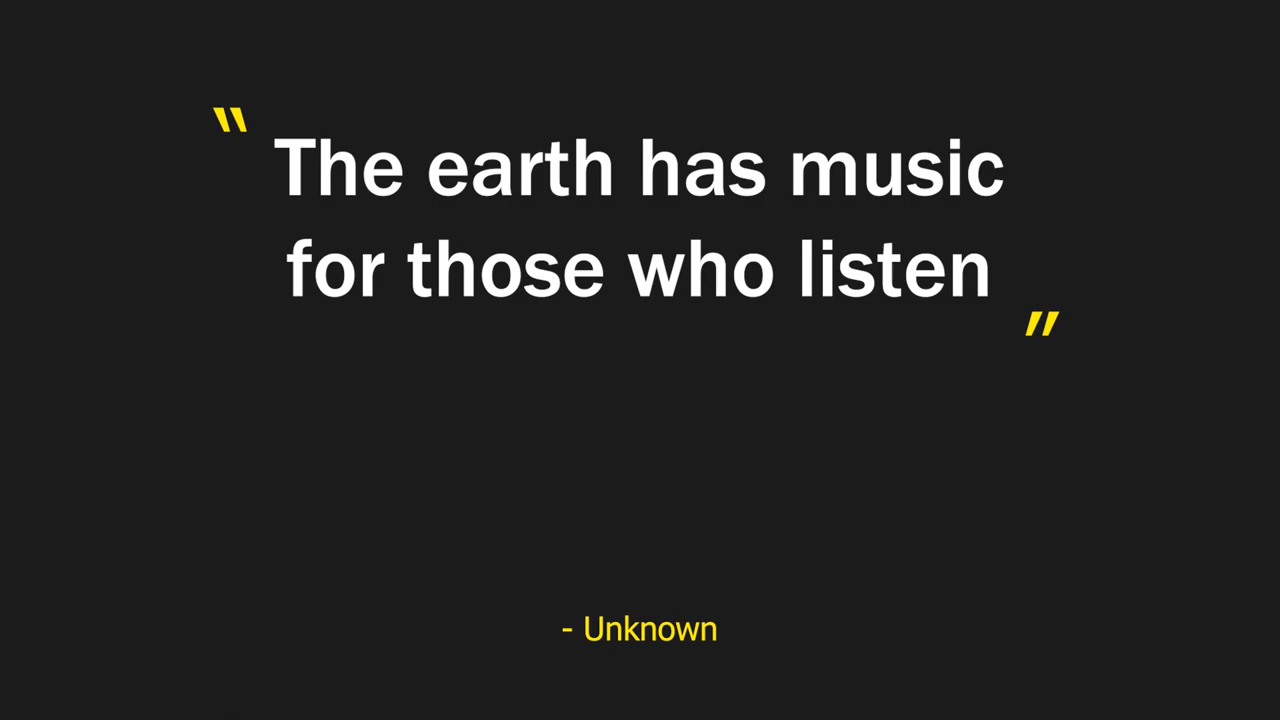 “ The earth has music
for those who listen ”
- Unknown